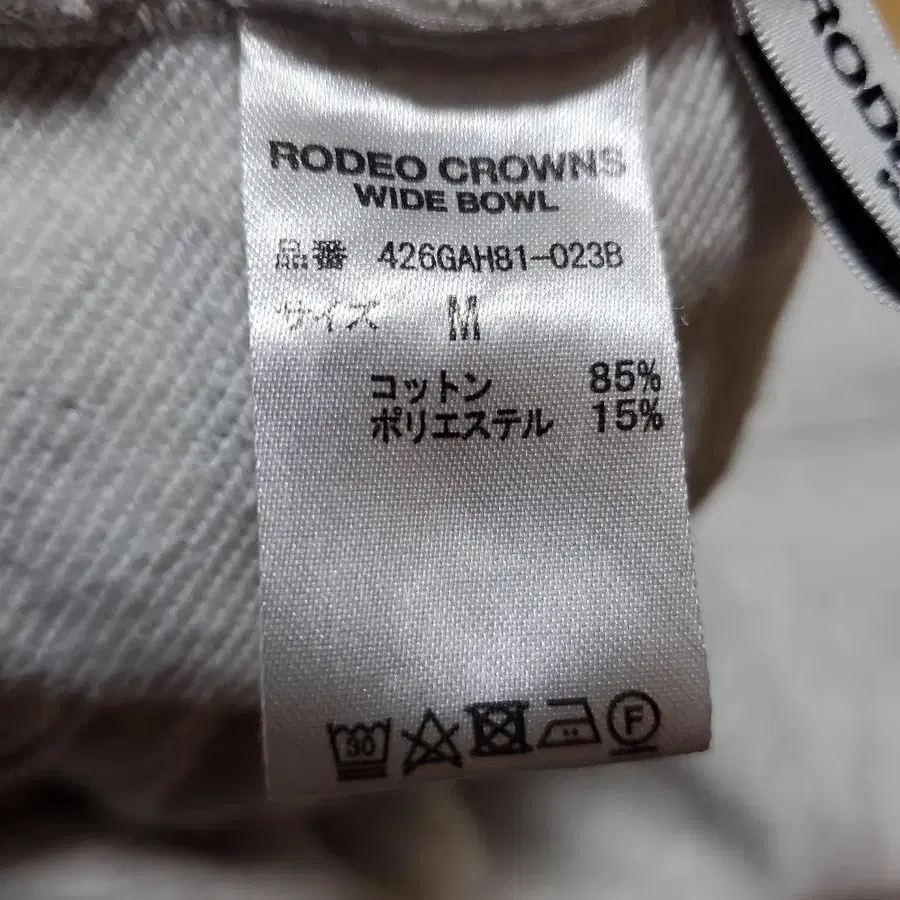 RODEO CROWNS
WIDE BOWL
品番 426GAH81-023B
サイズ M
コットン 85%
ポリエステル 15%
30
F